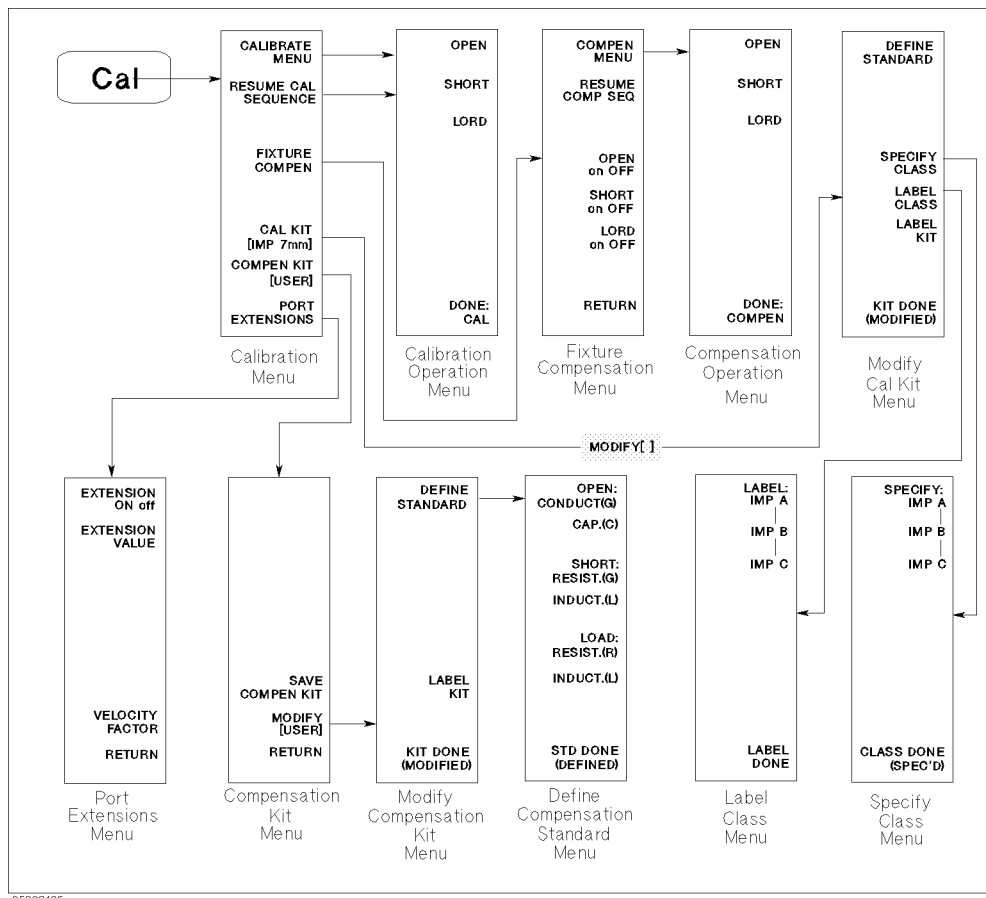 Cal
CALIBRATE
MENU
RESUME CAL
SEQUENCE
FIXTURE
COMPEN
CAL KIT
[IMP 7mm]
COMPEN KIT
[USER]
PORT
EXTENSIONS
Calibration
Menu
OPEN
SHORT
LORD
DONE:
CAL
Calibration
Operation
Menu
COMPEN
MENU
RESUME
COMP SEQ
OPEN
on OFF
SHORT
on OFF
LORD
on OFF
RETURN
Fixture
Compensation
Menu
OPEN
SHORT
LORD
DONE:
COMPEN
Compensation
Operation
Menu
DEFINE
STANDARD
SPECIFY
CLASS
LABEL
CLASS
LABEL
KIT
KIT DONE
(MODIFIED)
Modify
Cal Kit
Menu
MODIFY[ ]
EXTENSION
ON off
EXTENSION
VALUE
VELOCITY
FACTOR
RETURN
Port
Extensions
Menu
SAVE
COMPEN KIT
MODIFY
[USER]
RETURN
Compensation
Kit
Menu
DEFINE
STANDARD
LABEL
KIT
KIT DONE
(MODIFIED)
Modify
Compensation
Kit
Menu
OPEN:
CONDUCT(G)
CAP.(C)
SHORT:
RESIST.(G)
INDUCT.(L)
LOAD:
RESIST.(R)
INDUCT.(L)
STD DONE
(DEFINED)
Define
Compensation
Standard
Menu
LABEL:
IMP A
IMP B
IMP C
LABEL
DONE
Label
Class
Menu
SPECIFY:
IMP A
IMP B
IMP C
CLASS DONE
(SPEC'D)
Specify
Class
Menu